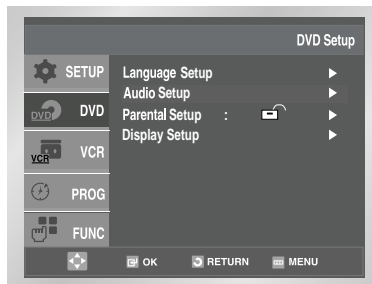 DVD Setup
SETUP
DVD DVD
VCR VCR
PROG
FUNC
Language Setup
Audio Setup
Parental Setup :
Display Setup
OK RETURN MENU